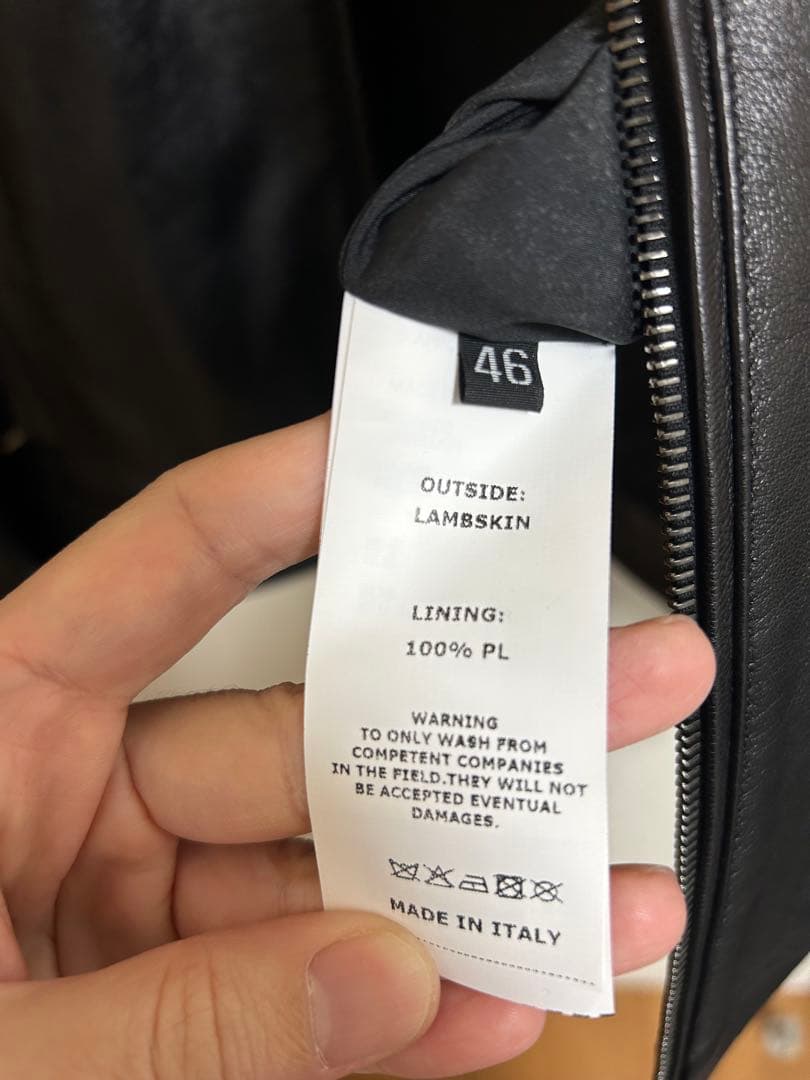 46
OUTSIDE:
LAMBSKIN
LINING:
100% PL
WARNING
TO ONLY WASH FROM
COMPETENT COMPANIES
IN THE FIELD.THEY WILL NOT
BE ACCEPTED EVENTUAL
DAMAGES.
MADE IN ITALY